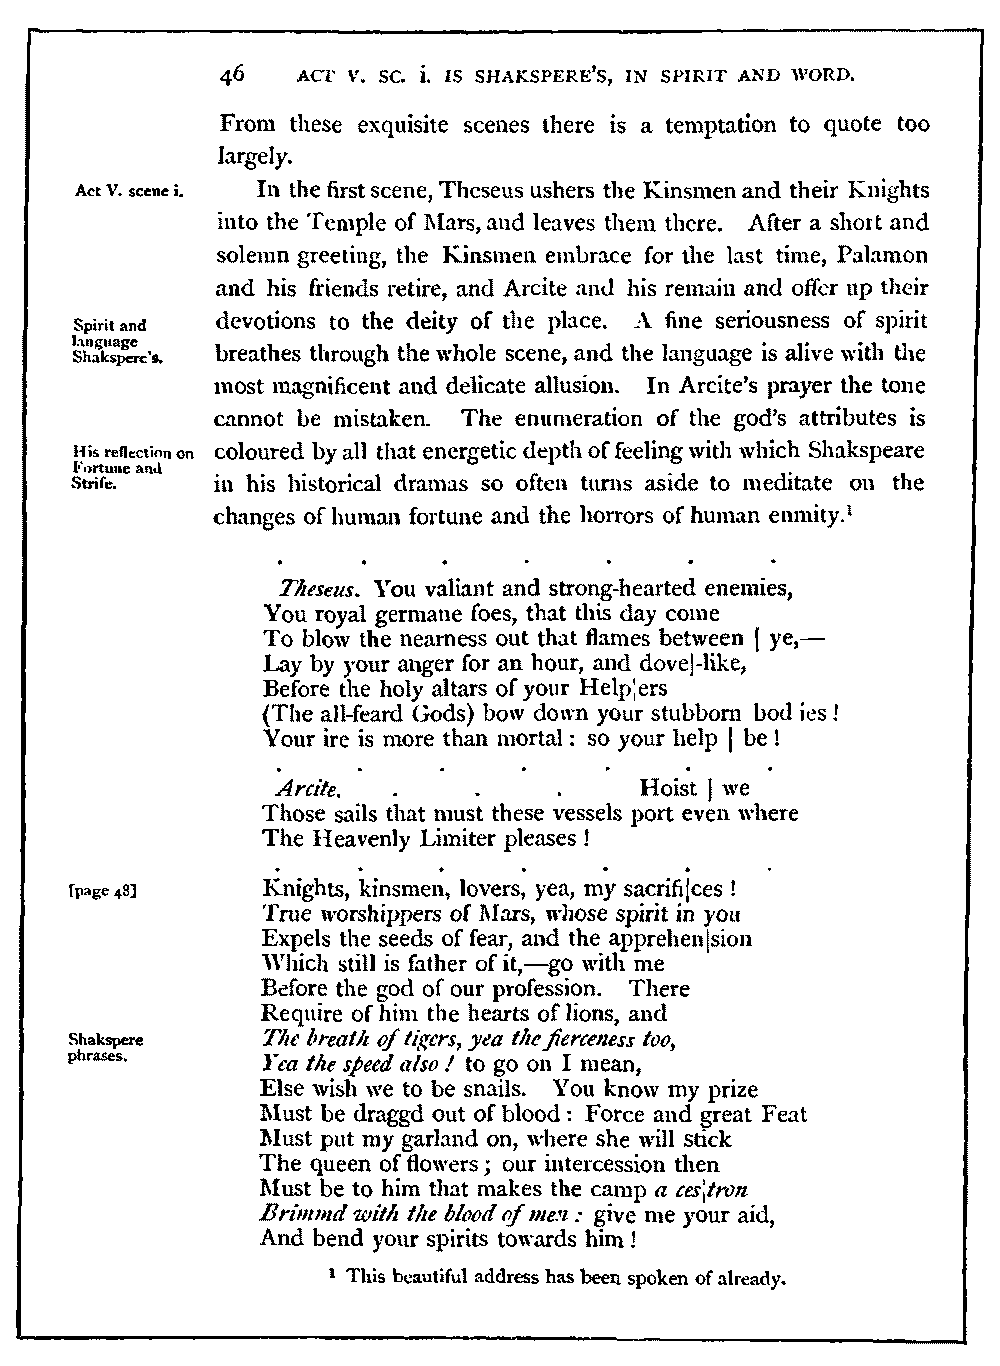 46 ACT V. SC. i. IS SHAKSPERE'S, IN SPIRIT AND WORD.
From these exquisite scenes there is a temptation to quote too
largely.
Act V. scene i.
In the first scene, Theseus ushers the Kinsmen and their Knights
into the Temple of Mars, and leaves them there. After a short and
solemn greeting, the Kinsmen embrace for the last time, Palamon
and his friends retire, and Arcite and his remain and offer up their
Spirit and
language
Shakspere's.
devotions to the deity of the place. A fine seriousness of spirit
breathes through the whole scene, and the language is alive with the
most magnificent and delicate allusion. In Arcite's prayer the tone
cannot be mistaken. The enumeration of the god's attributes is
His reflection on
Fortune and
Strife.
coloured by all that energetic depth of feeling with which Shakspeare
in his historical dramas so often turns aside to meditate on the
changes of human fortune and the horrors of human enmity.¹
. . . . . . .
Theseus. You valiant and strong-hearted enemies,
You royal germane foes, that this day come
To blow the nearness out that flames between | ye,—
Lay by your anger for an hour, and dove|-like,
Before the holy altars of your Help|ers
(The all-feard Gods) bow down your stubborn bod ies!
Your ire is more than mortal: so your help | be!
. . . . . . .
Arcite. . . . Hoist | we
Those sails that must these vessels port even where
The Heavenly Limiter pleases!
. . . . . . .
[page 48]
Knights, kinsmen, lovers, yea, my sacrifi|ces!
True worshippers of Mars, whose spirit in you
Expels the seeds of fear, and the apprehen|sion
Which still is father of it,—go with me
Before the god of our profession. There
Require of him the hearts of lions, and
Shakspere
phrases.
The breath of tigers, yea the fierceness too,
Yea the speed also! to go on I mean,
Else wish we to be snails. You know my prize
Must be draggd out of blood: Force and great Feat
Must put my garland on, where she will stick
The queen of flowers; our intercession then
Must be to him that makes the camp a ces|tron
Brimmd with the blood of men: give me your aid,
And bend your spirits towards him!
¹ This beautiful address has been spoken of already.